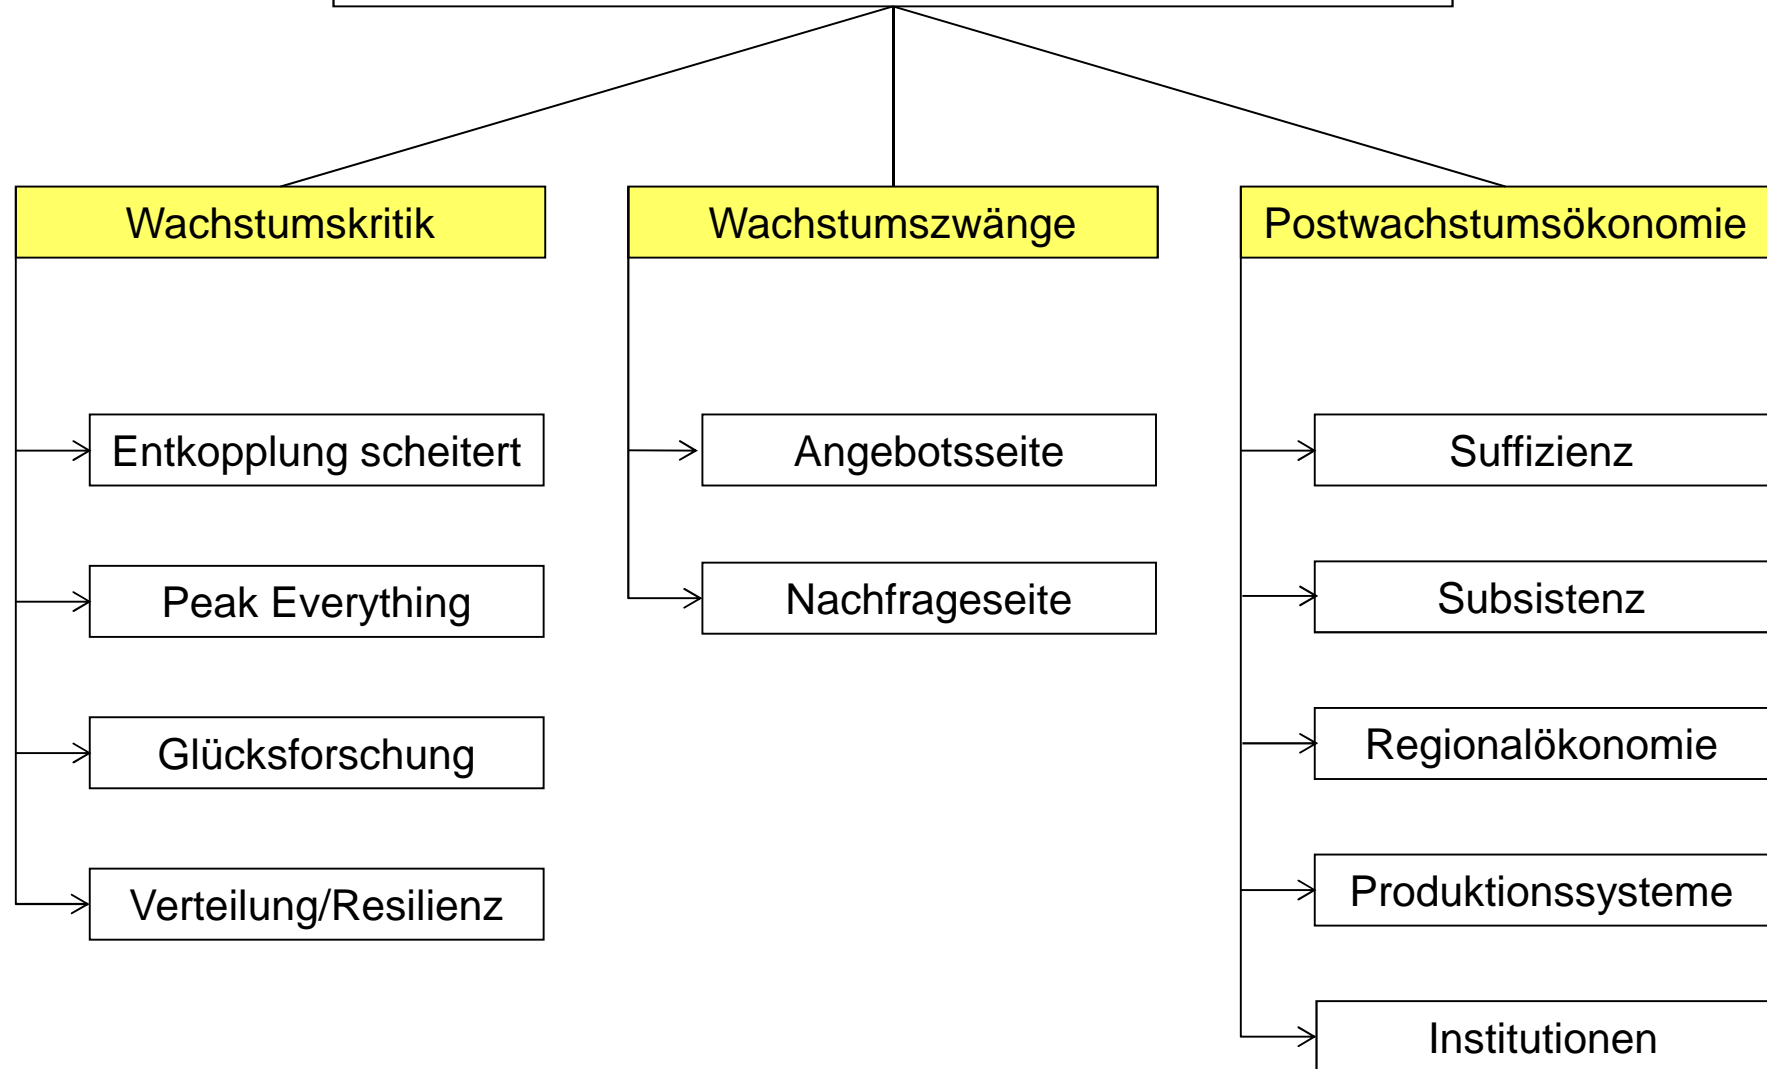 Wachstumskritik
Wachstumszwänge
Postwachstumsökonomie
Entkopplung scheitert
Peak Everything
Glücksforschung
Verteilung/Resilienz
Angebotsseite
Nachfrageseite
Suffizienz
Subsistenz
Regionalökonomie
Produktionssysteme
Institutionen